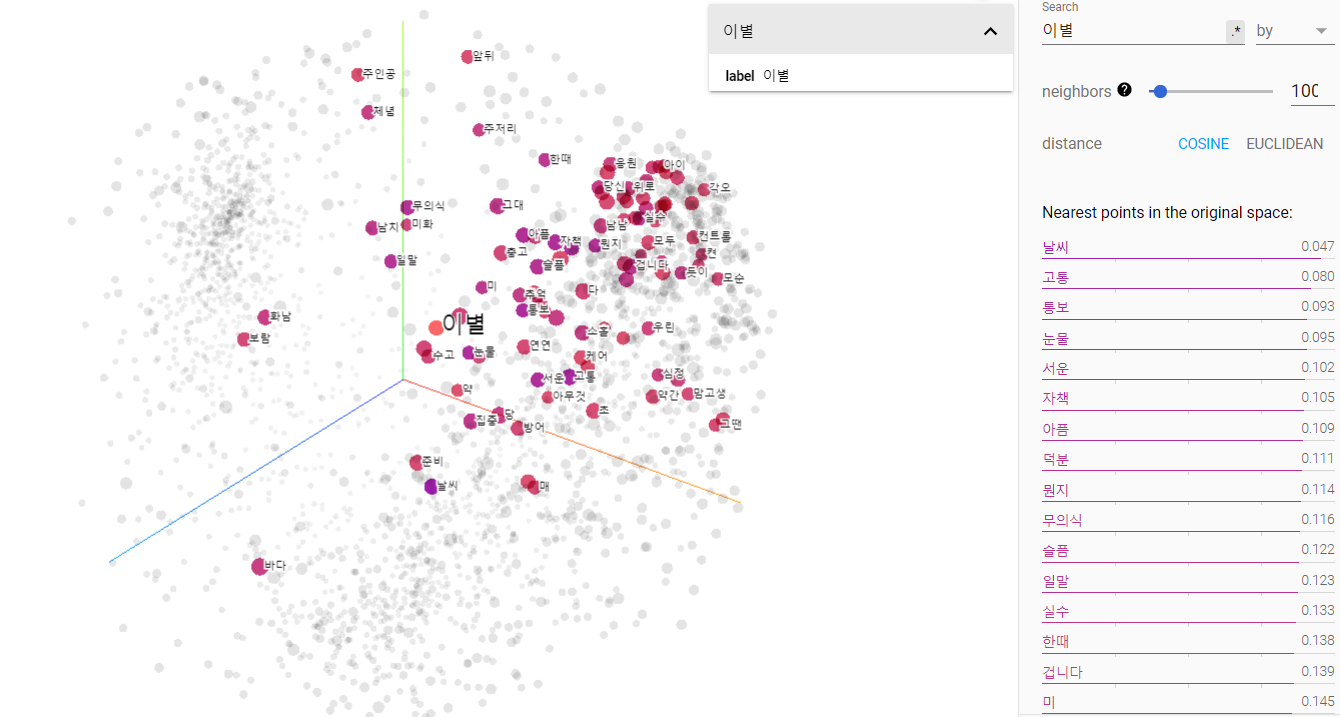 이별
label 이별
Search
이별
.*
by
neighbors
?
100
distance
COSINE
EUCLIDEAN
Nearest points in the original space:
날씨 0.047
고통 0.080
통보 0.093
눈물 0.095
서운 0.102
자책 0.105
아픔 0.109
덕분 0.111
뭔지 0.114
무의식 0.116
슬픔 0.122
일말 0.123
실수 0.133
한때 0.138
겁니다 0.139
미 0.145
앞뒤
주인공
체념
주저리
한때
응원
아이
당신
위로
각오
무의식
그대
미화
납치
실수
남남
아픔
자책
뭔지
모두
컨트롤
충고
컨
일말
슬픔
겁니다
듯이
모순
미
추억
다
통보
화남
이별
소홀
우린
보람
수고
눈물
연연
케어
서운
고통
심정
약
아무것
약간
맘고생
당
초
집중
방어
그땐
준비
날씨
매
바다